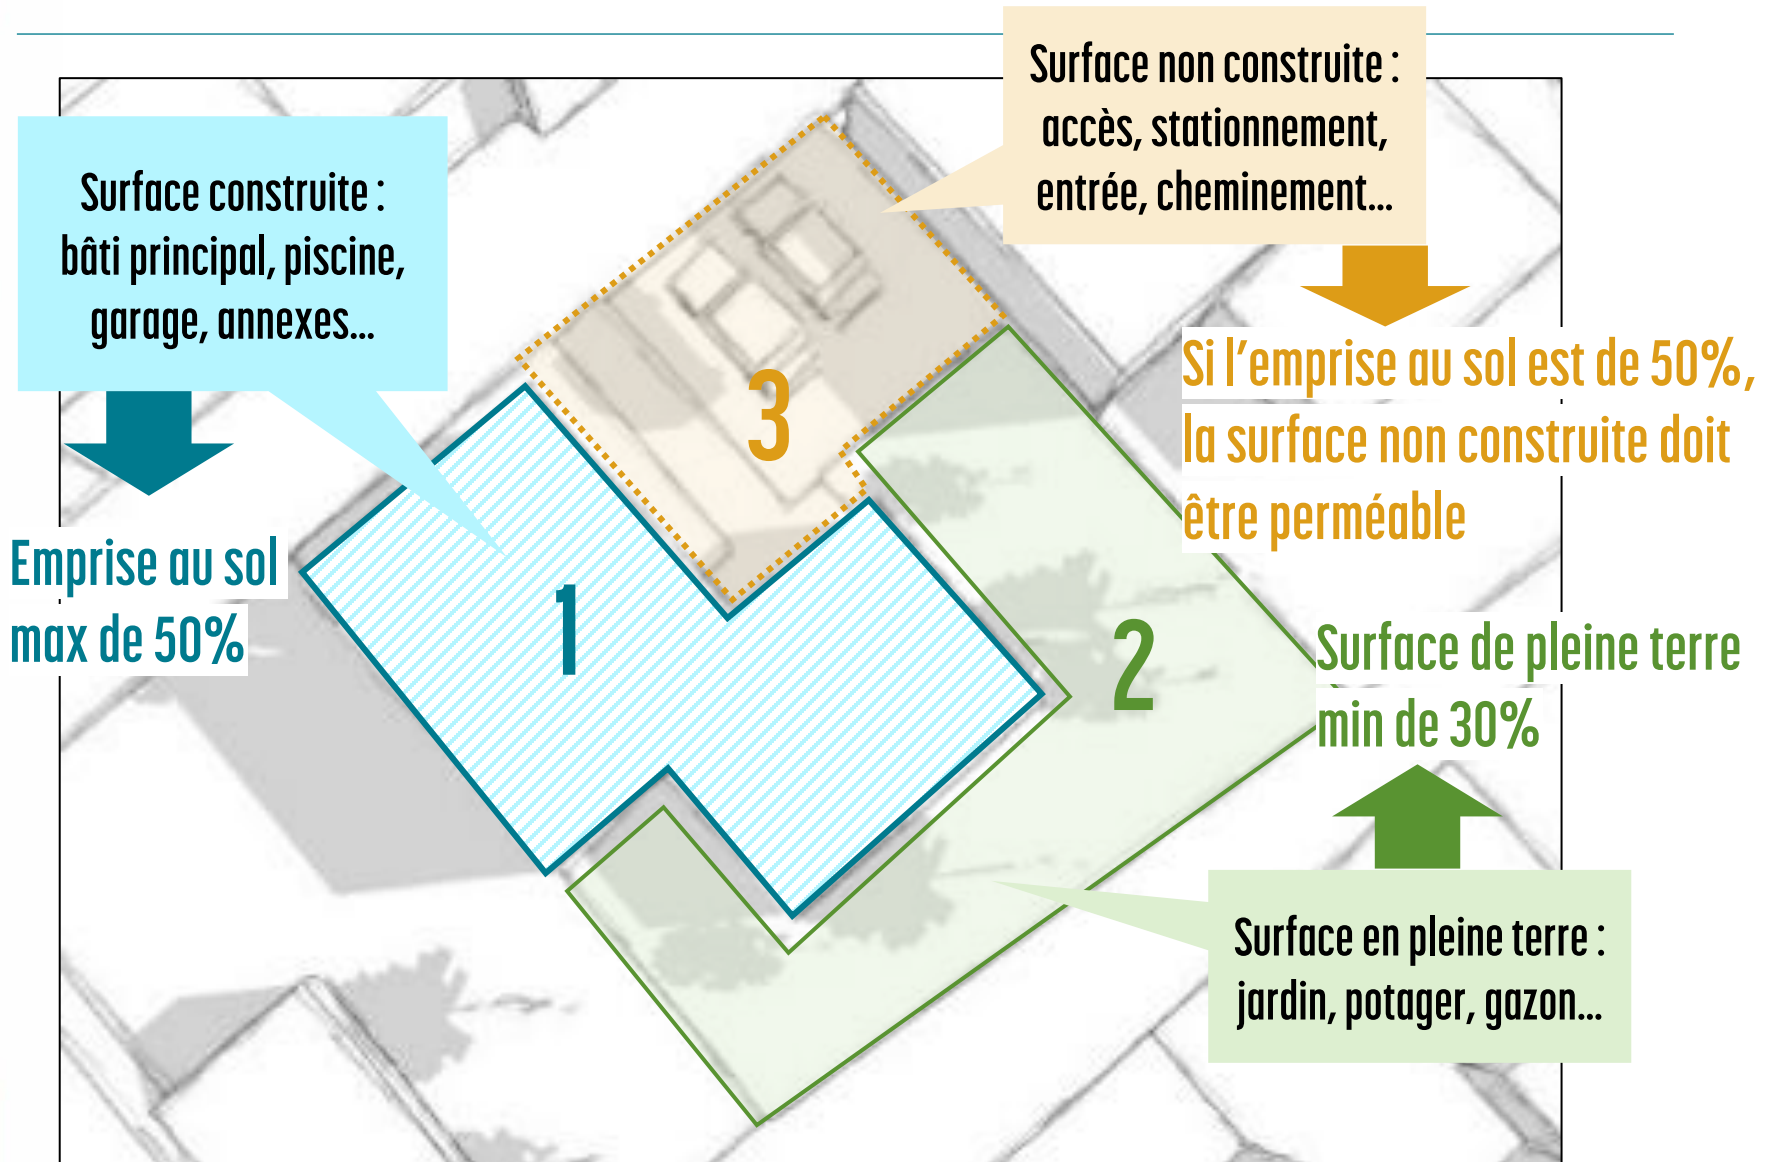 Surface non construite :
accès, stationnement,
entrée, cheminement...
Surface construite :
bâti principal, piscine,
garage, annexes...
Si l'emprise au sol est de 50%,
la surface non construite doit
être perméable
3
Emprise au sol
max de 50%
1
2
Surface de pleine terre
min de 30%
Surface en pleine terre :
jardin, potager, gazon...